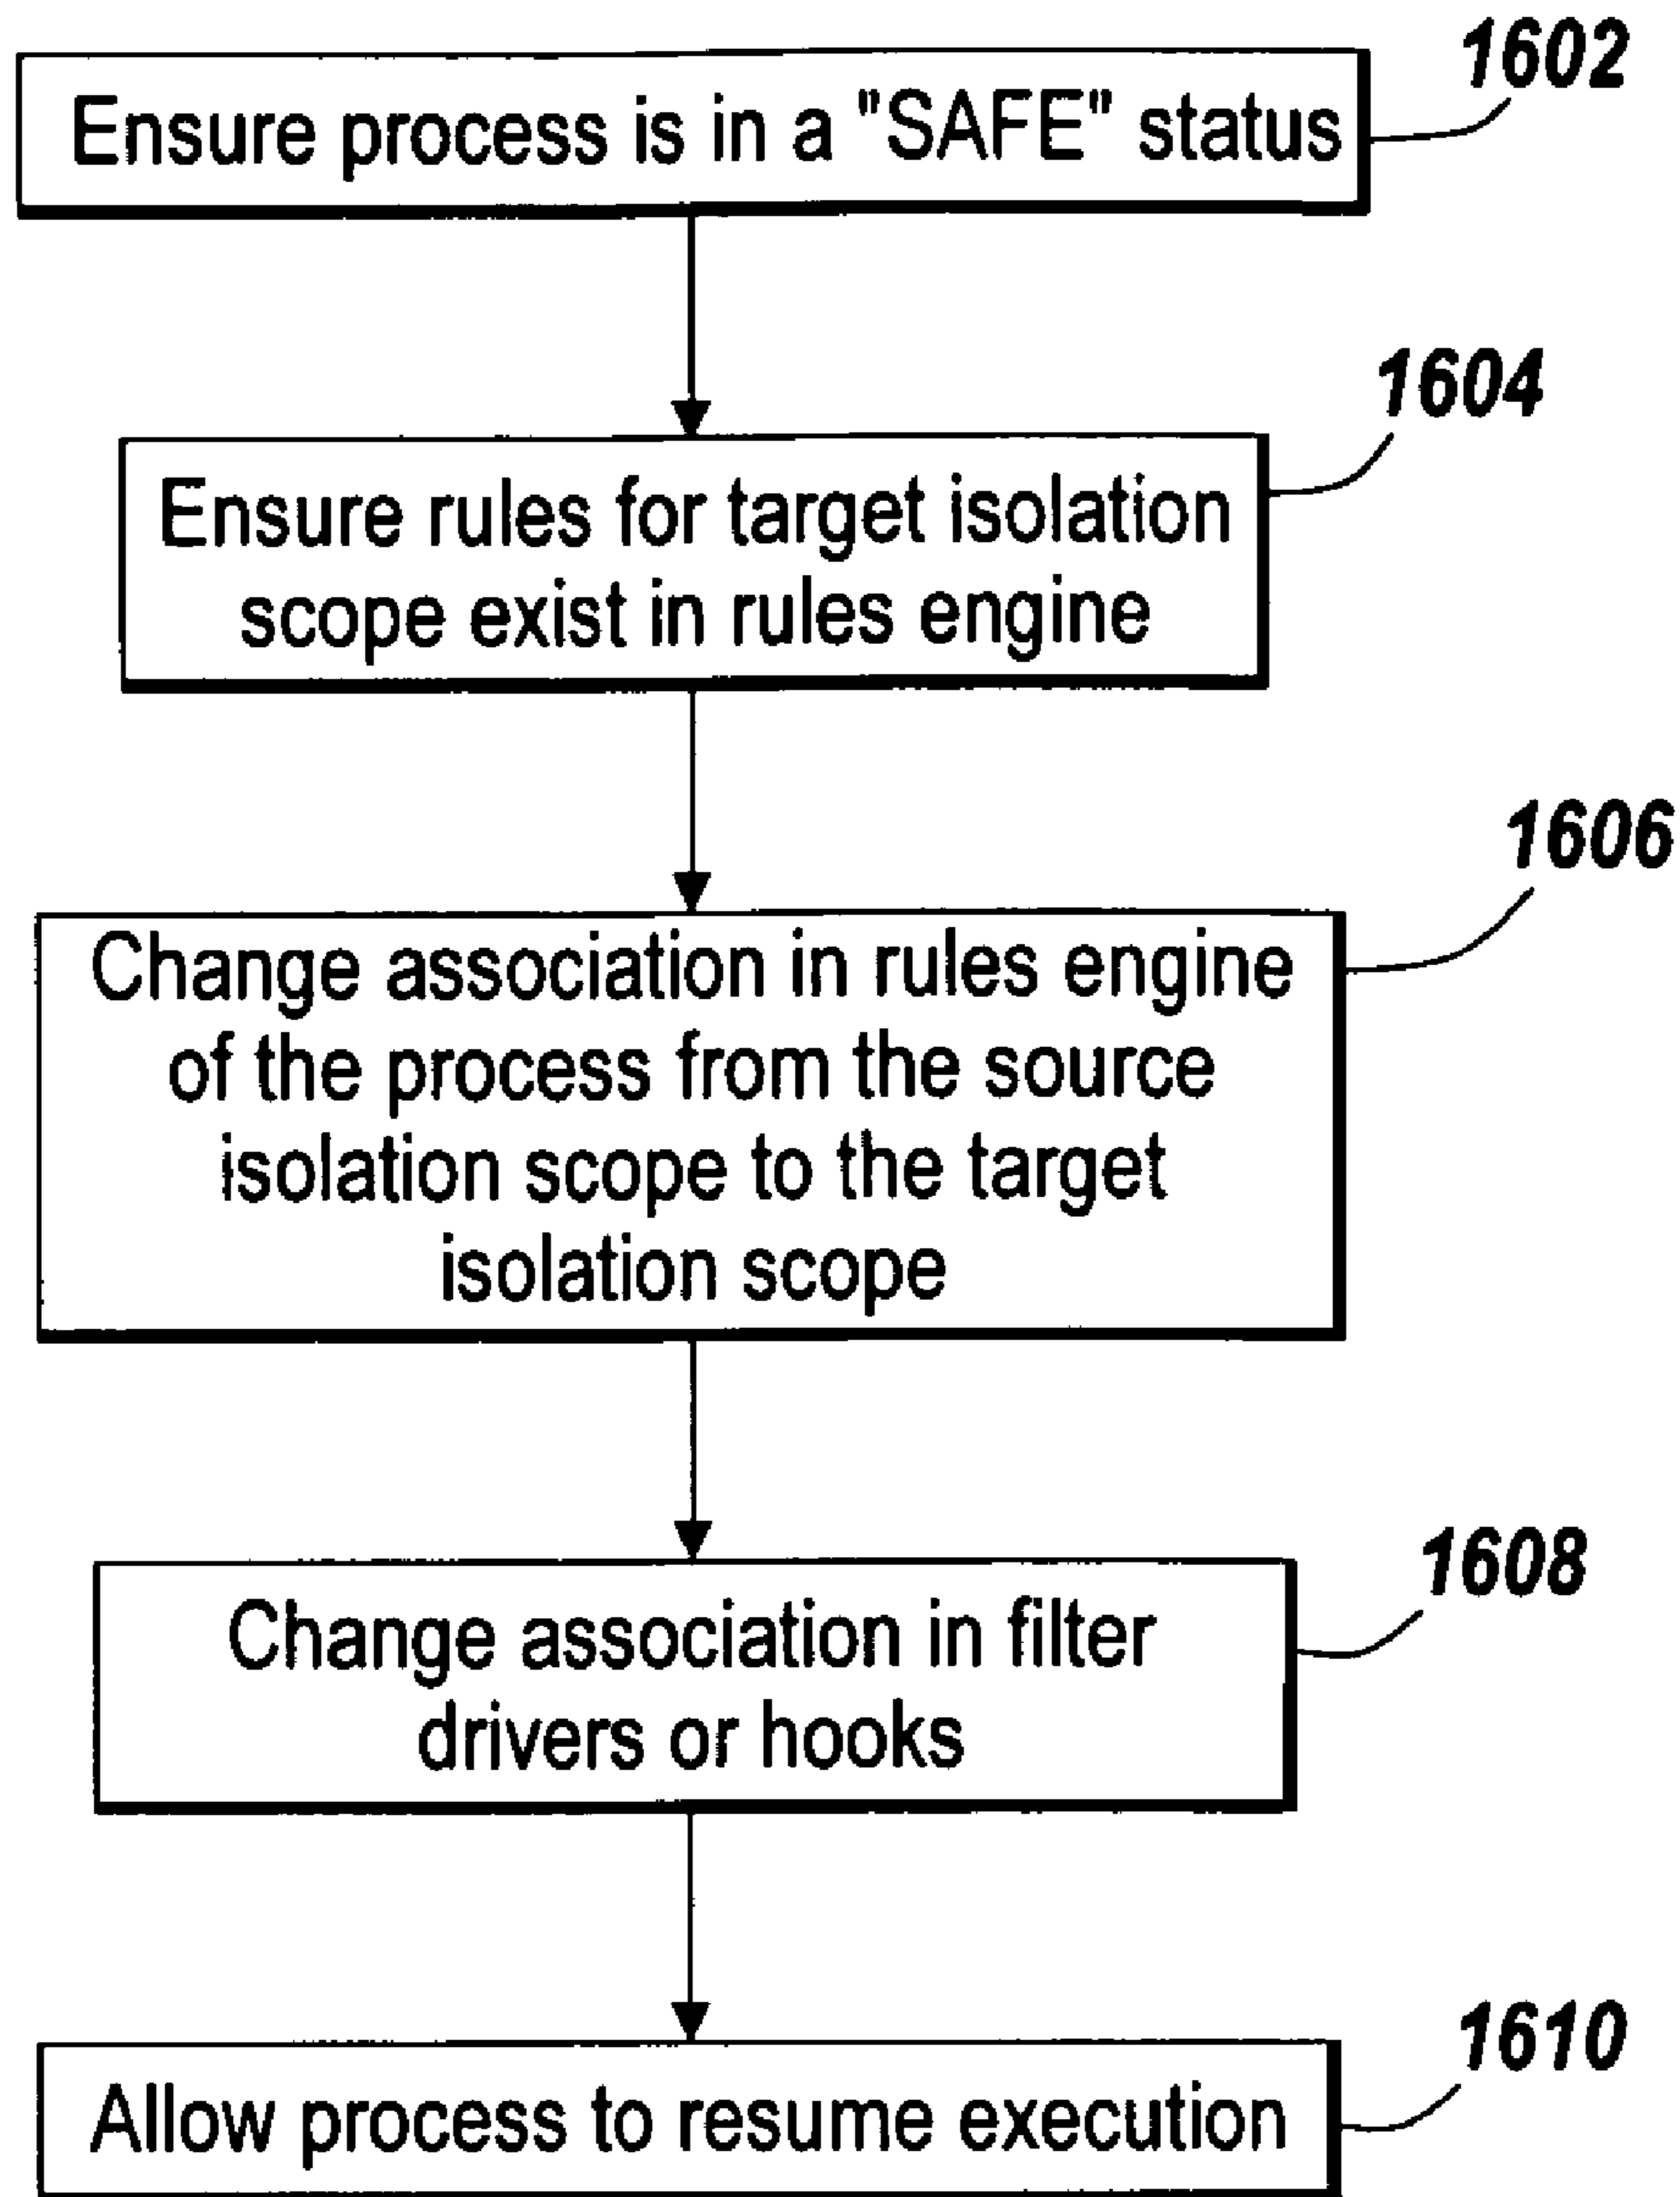 1602
Ensure process is in a "SAFE" status
1604
Ensure rules for target isolation
scope exist in rules engine
1606
Change association in rules engine
of the process from the source
isolation scope to the target
isolation scope
1608
Change association in filter
drivers or hooks
1610
Allow process to resume execution